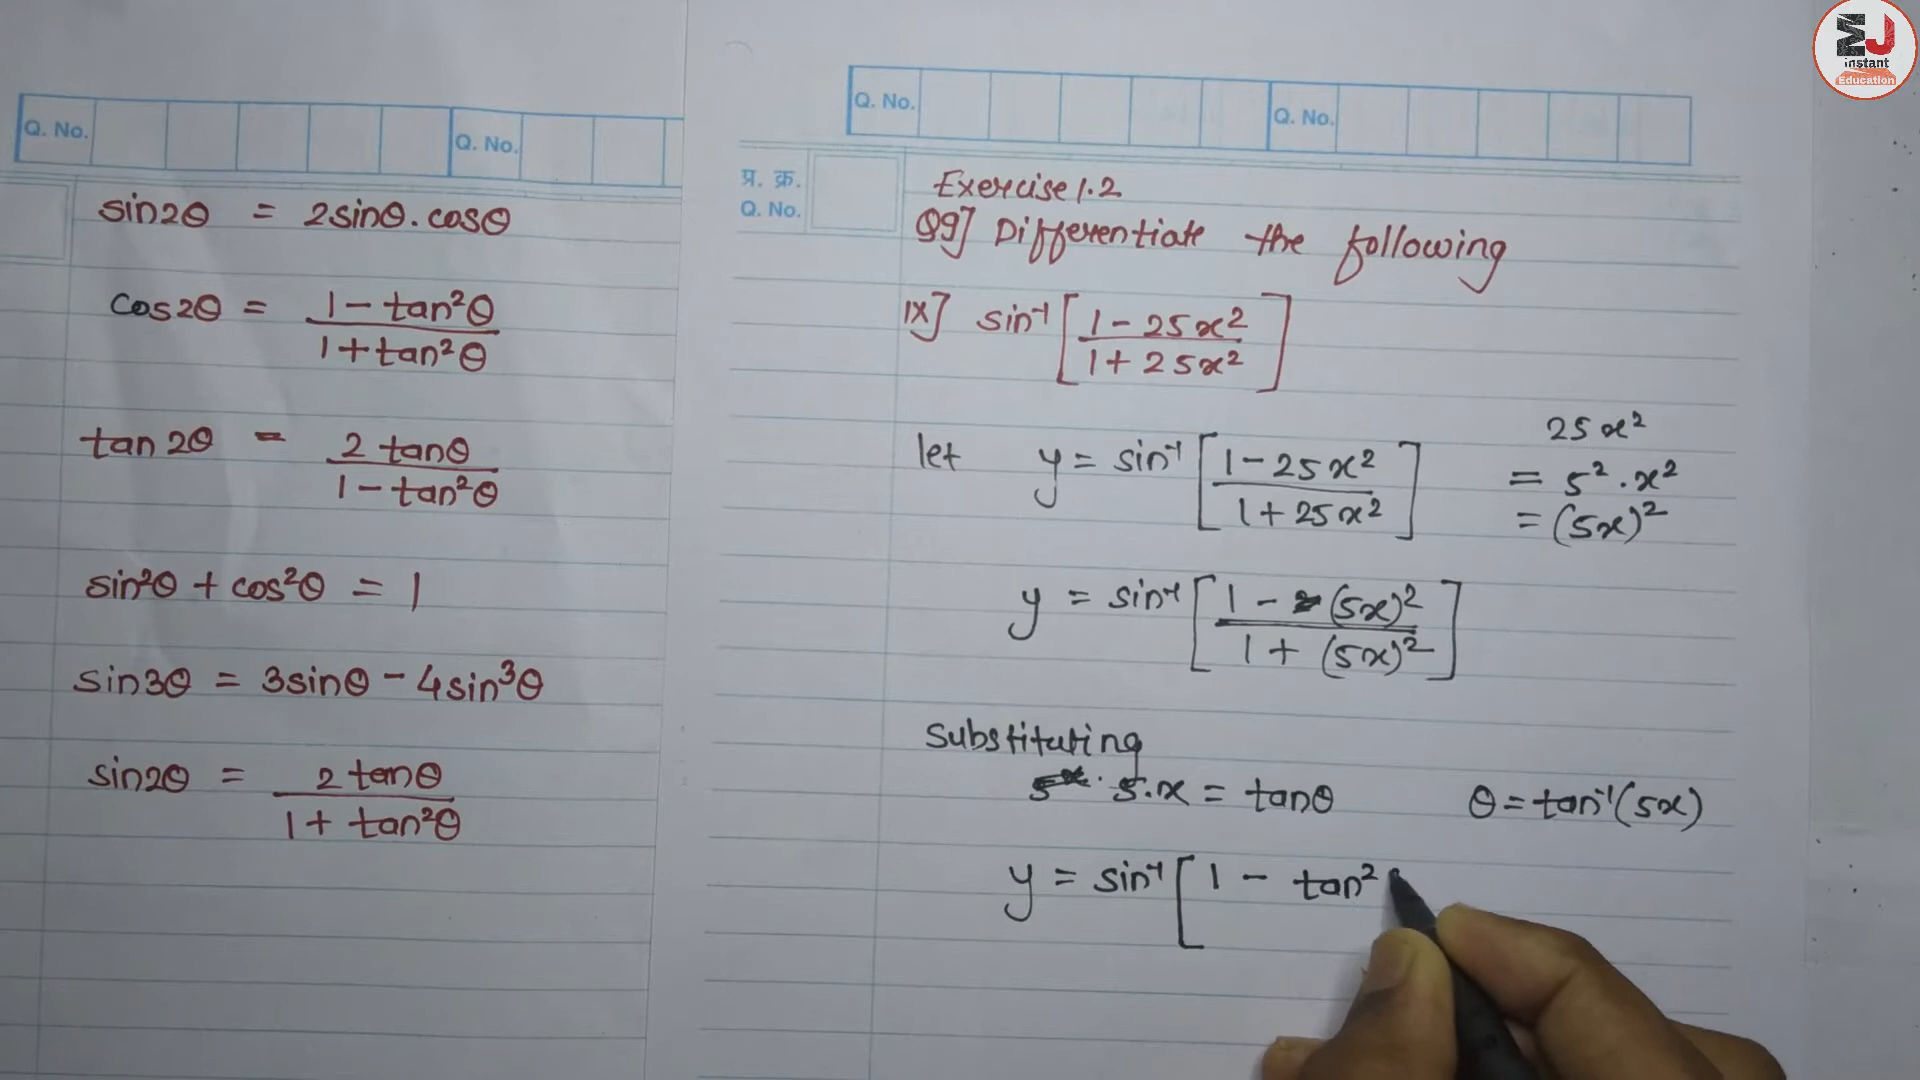 MJ
instant
Education
Q. No. Q. No.
sin2θ = 2sinθ.cosθ
cos2θ = 1 - tan²θ
1 + tan²θ
tan2θ = 2 tanθ
1 - tan²θ
sin²θ + cos²θ = 1
sin3θ = 3sinθ - 4sin³θ
sin2θ = 2 tanθ
1 + tan²θ
Q. No. Q. No.
प्र. क्र.
Q. No.
Exercise 1.2
Q9] Differentiate the following
IX] sin⁻¹ [ 1 - 25x²
1 + 25x² ]
let y = sin⁻¹ [ 1 - 25x²
1 + 25x² ]
25x²
= 5² . x²
= (5x)²
y = sin⁻¹ [ 1 - (5x)²
1 + (5x)² ]
Substituting
5.x = tanθ θ = tan⁻¹(5x)
y = sin⁻¹ [ 1 - tan²